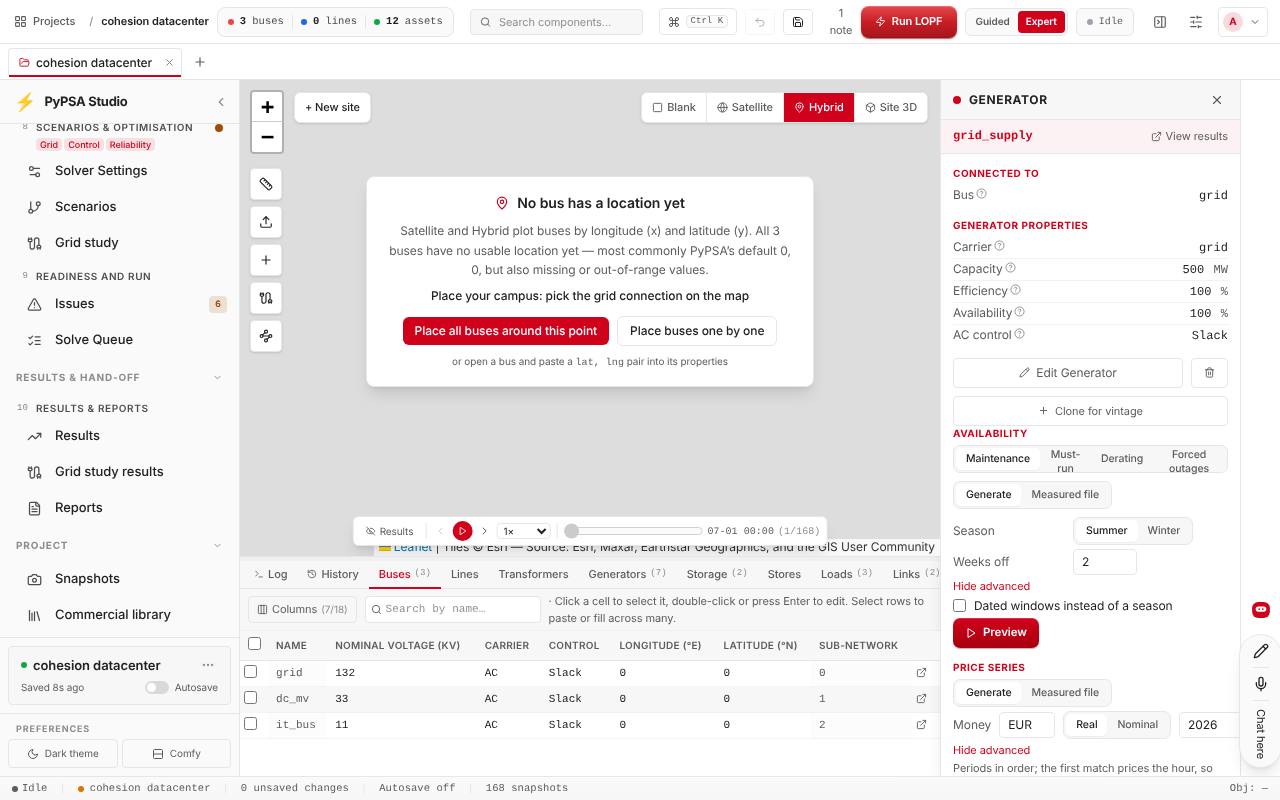 Projects / cohesion datacenter
3 buses
0 lines
12 assets
Search components...
⌘ Ctrl K
1
note
Run LOPF
Guided
Expert
Idle
A
cohesion datacenter
PyPSA Studio
8 SCENARIOS & OPTIMISATION
Grid Control Reliability
Solver Settings
Scenarios
Grid study
9 READINESS AND RUN
Issues 6
Solve Queue
RESULTS & HAND-OFF
10 RESULTS & REPORTS
Results
Grid study results
Reports
PROJECT
Snapshots
Commercial library
cohesion datacenter
Saved 8s ago Autosave
PREFERENCES
Dark theme Comfy
+
−
+ New site
Blank Satellite Hybrid Site 3D
No bus has a location yet
Satellite and Hybrid plot buses by longitude (x) and latitude (y). All 3
buses have no usable location yet — most commonly PyPSA's default 0,
0, but also missing or out-of-range values.
Place your campus: pick the grid connection on the map
Place all buses around this point Place buses one by one
or open a bus and paste a lat, lng pair into its properties
Results 1× 07-01 00:00 (1/168)
Leaflet | Tiles © Esri — Source: Esri, Maxar, Earthstar Geographics, and the GIS User Community
Log History Buses (3) Lines Transformers Generators (7) Storage (2) Stores Loads (3) Links (2)
Columns (7/18) Search by name…
· Click a cell to select it, double-click or press Enter to edit. Select rows to
paste or fill across many.
NAME NOMINAL VOLTAGE (KV) CARRIER CONTROL LONGITUDE (°E) LATITUDE (°N) SUB-NETWORK
grid 132 AC Slack 0 0 0
dc_mv 33 AC Slack 0 0 1
it_bus 11 AC Slack 0 0 2
GENERATOR
grid_supply View results
CONNECTED TO
Bus grid
GENERATOR PROPERTIES
Carrier grid
Capacity 500 MW
Efficiency 100 %
Availability 100 %
AC control Slack
Edit Generator
+ Clone for vintage
AVAILABILITY
Maintenance Must-run Derating Forced outages
Generate Measured file
Season Summer Winter
Weeks off 2
Hide advanced
Dated windows instead of a season
Preview
PRICE SERIES
Generate Measured file
Money EUR Real Nominal 2026
Hide advanced
Periods in order; the first match prices the hour, so
Chat here
Idle cohesion datacenter 0 unsaved changes Autosave off 168 snapshots Obj: —